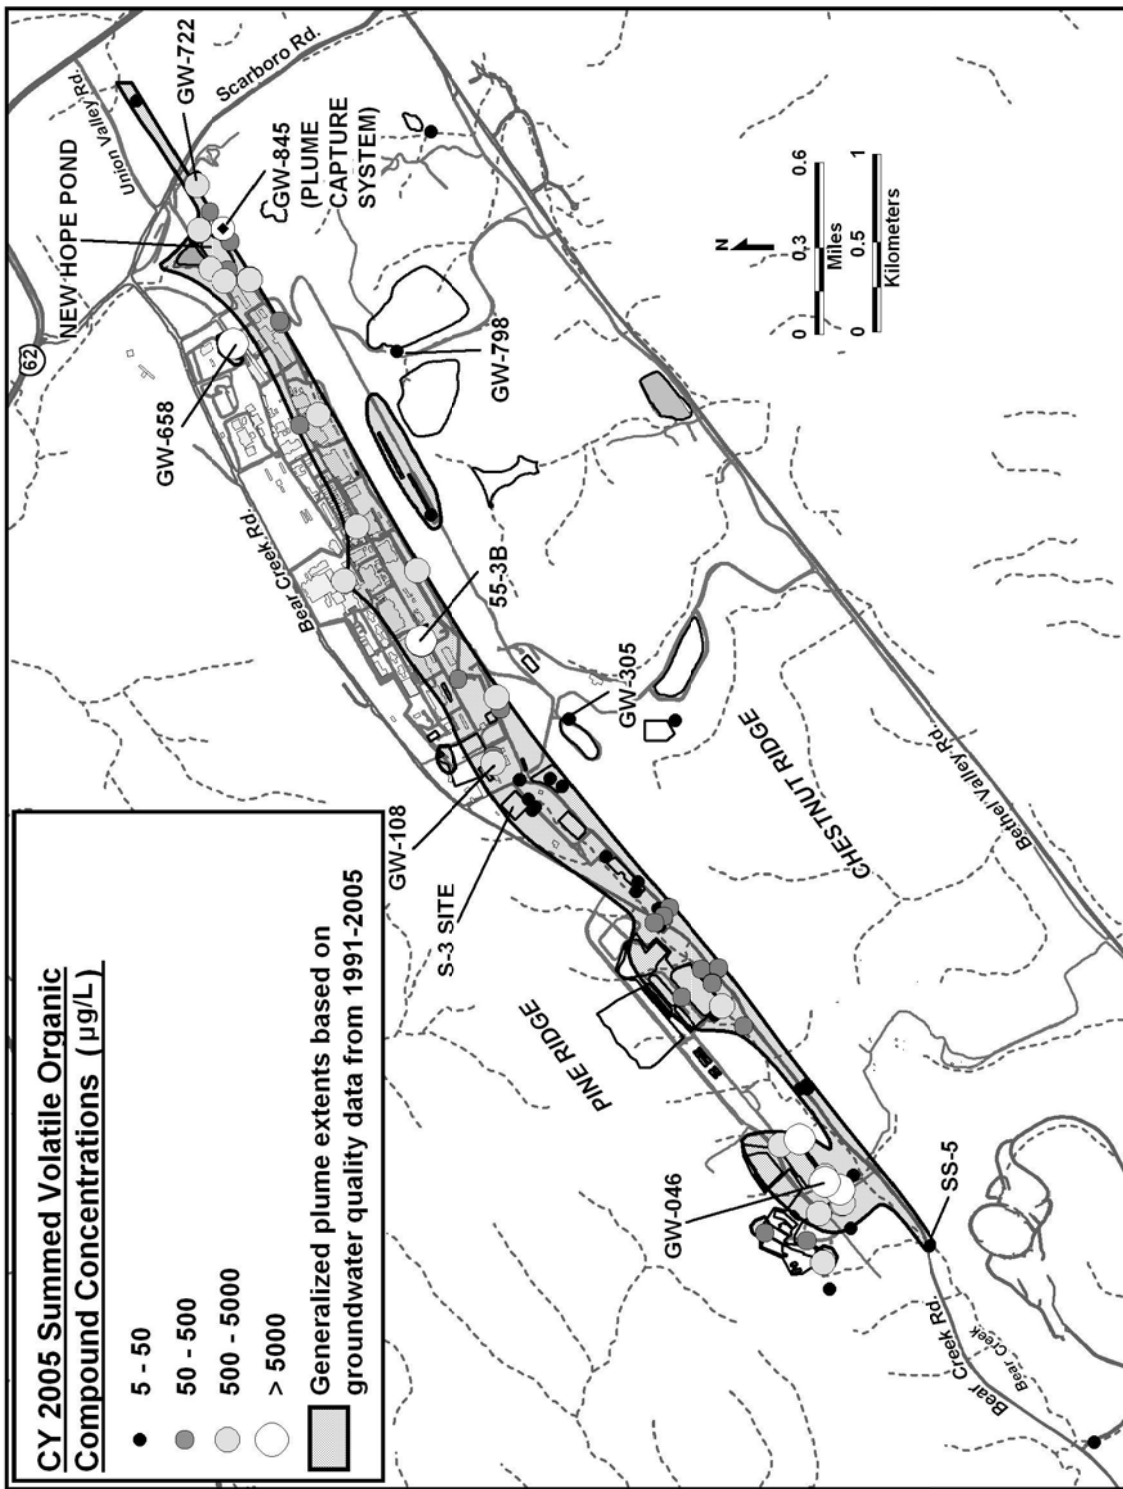 CY 2005 Summed Volatile Organic
Compound Concentrations (µg/L)
5 - 50
50 - 500
500 - 5000
> 5000
Generalized plume extents based on
groundwater quality data from 1991-2005
62
NEW HOPE POND
Union Valley Rd.
GW-722
Scarboro Rd.
GW-845
(PLUME
CAPTURE
SYSTEM)
GW-658
Bear Creek Rd.
GW-798
55-3B
GW-305
GW-108
S-3 SITE
PINE RIDGE
CHESTNUT RIDGE
Bethel Valley Rd.
GW-046
SS-5
Bear Creek Rd.
Bear Creek
N
0 0.3 0.6
Miles
0 0.5 1
Kilometers